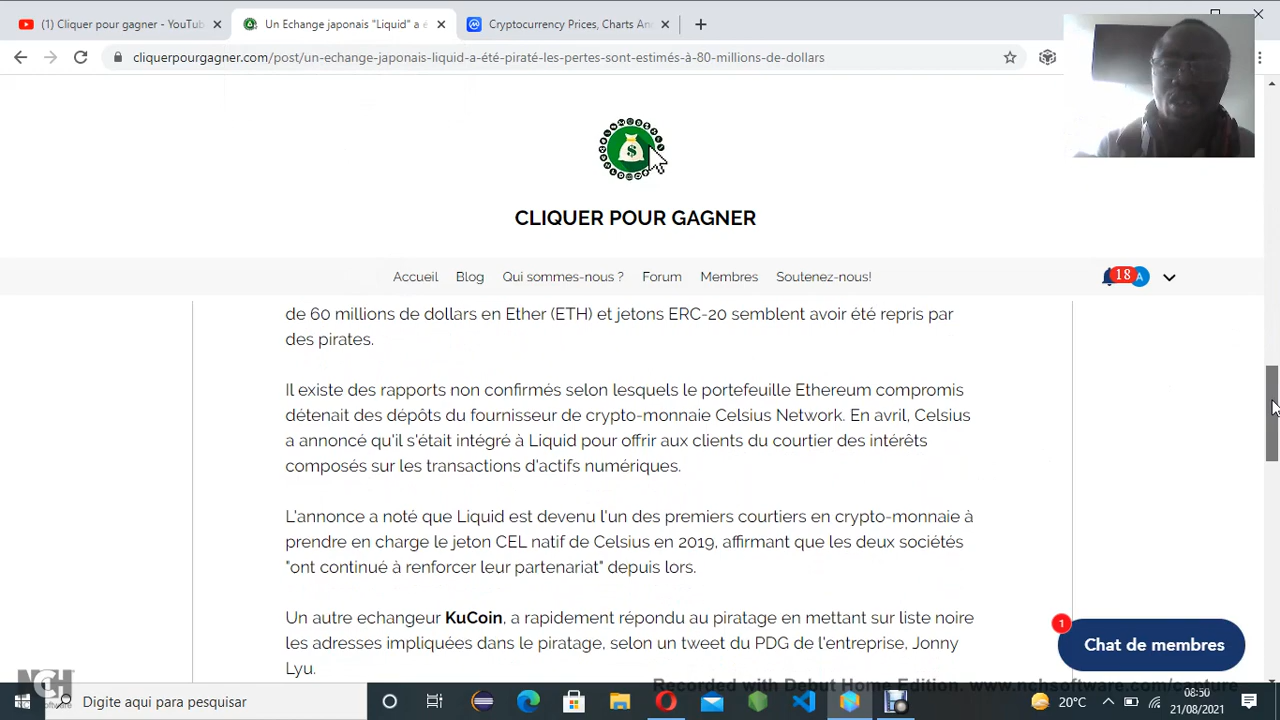 (1) Cliquer pour gagner - YouTub
Un Echange japonais "Liquid" a é
Cryptocurrency Prices, Charts An
cliquerpourgagner.com/post/un-echange-japonais-liquid-a-été-piraté-les-pertes-sont-estimés-à-80-millions-de-dollars
$
CLIQUER POUR GAGNER
Accueil Blog Qui sommes-nous ? Forum Membres Soutenez-nous! 18 A
de 60 millions de dollars en Ether (ETH) et jetons ERC-20 semblent avoir été repris par
des pirates.
Il existe des rapports non confirmés selon lesquels le portefeuille Ethereum compromis
détenait des dépôts du fournisseur de crypto-monnaie Celsius Network. En avril, Celsius
a annoncé qu'il s'était intégré à Liquid pour offrir aux clients du courtier des intérêts
composés sur les transactions d'actifs numériques.
L'annonce a noté que Liquid est devenu l'un des premiers courtiers en crypto-monnaie à
prendre en charge le jeton CEL natif de Celsius en 2019, affirmant que les deux sociétés
"ont continué à renforcer leur partenariat" depuis lors.
Un autre echangeur KuCoin, a rapidement répondu au piratage en mettant sur liste noire
les adresses impliquées dans le piratage, selon un tweet du PDG de l'entreprise, Jonny
Lyu.
1
Chat de membres
NCH
Software
Recorded with Debut Home Edition. www.nchsoftware.com/capture
Digite aqui para pesquisar
20°C
08:50
21/08/2021